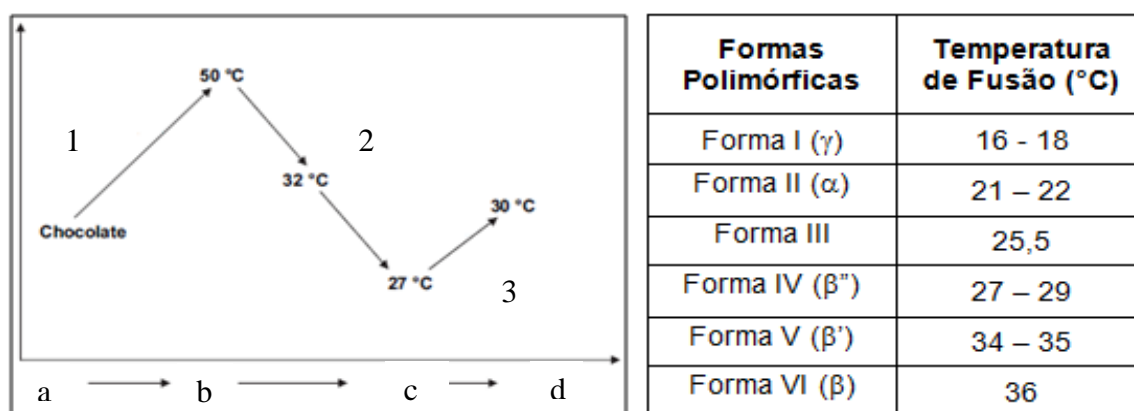 50 °C
1
2
32 °C
30 °C
Chocolate
27 °C
3
a
b
c
d
Formas Polimórficas
Temperatura de Fusão (°C)
Forma I (γ)
16 - 18
Forma II (α)
21 – 22
Forma III
25,5
Forma IV (β”)
27 – 29
Forma V (β’)
34 – 35
Forma VI (β)
36